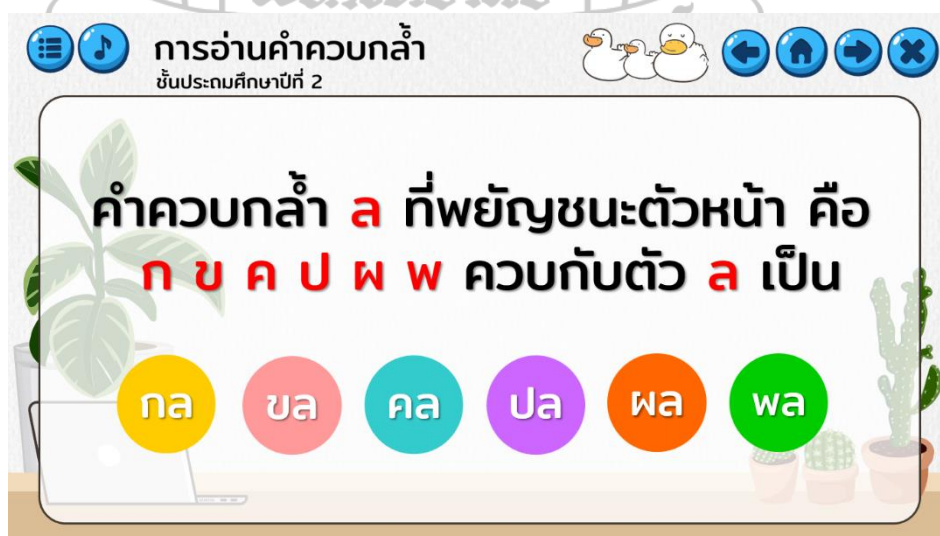 การอ่านคำควบกล้ำ
ชั้นประถมศึกษาปีที่ 2
คำควบกล้ำ ล ที่พยัญชนะตัวหน้า คือ
ก ข ค ป ผ พ ควบกับตัว ล เป็น
กล ขล คล ปล ผล พล